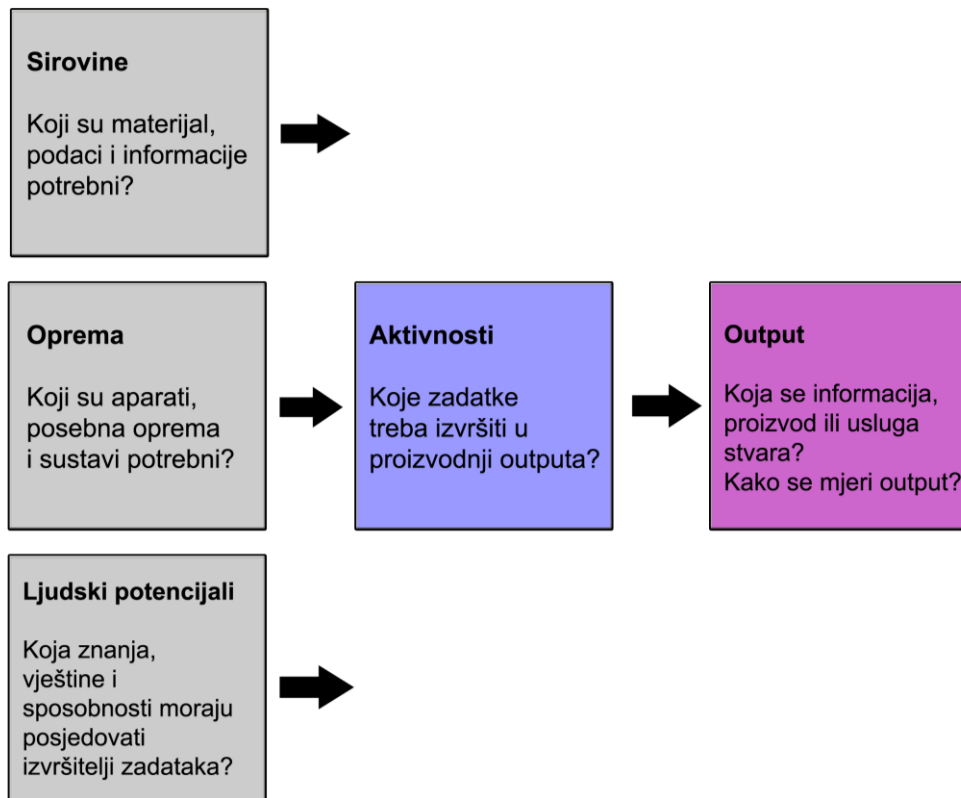 Sirovine
Koji su materijal,
podaci i informacije
potrebni?
Oprema
Koji su aparati,
posebna oprema
i sustavi potrebni?
Aktivnosti
Koje zadatke
treba izvršiti u
proizvodnji outputa?
Output
Koja se informacija,
proizvod ili usluga
stvara?
Kako se mjeri output?
Ljudski potencijali
Koja znanja,
vještine i
sposobnosti moraju
posjedovati
izvršitelji zadataka?